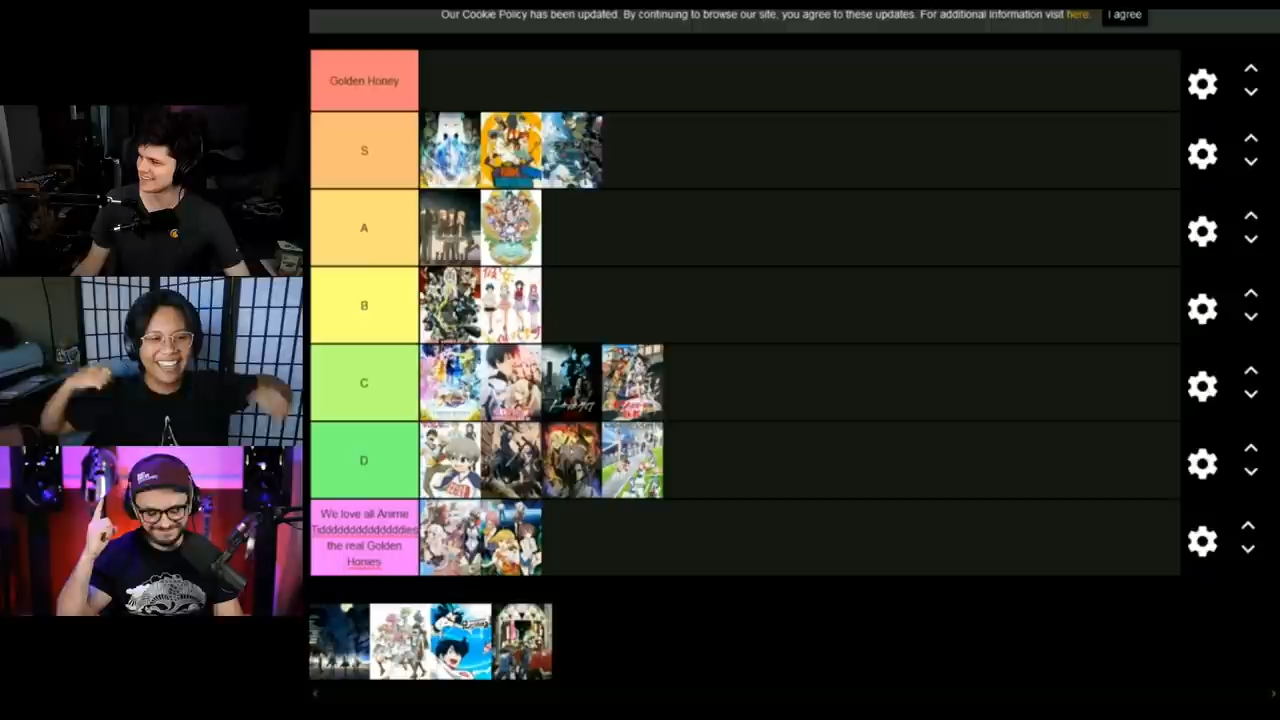 Our Cookie Policy has been updated. By continuing to browse our site, you agree to these updates. For additional information visit here. I agree
Golden Honey
S
A
B
C
D
We love all Anime
Tiddddddddddddddies
the real Golden
Honies